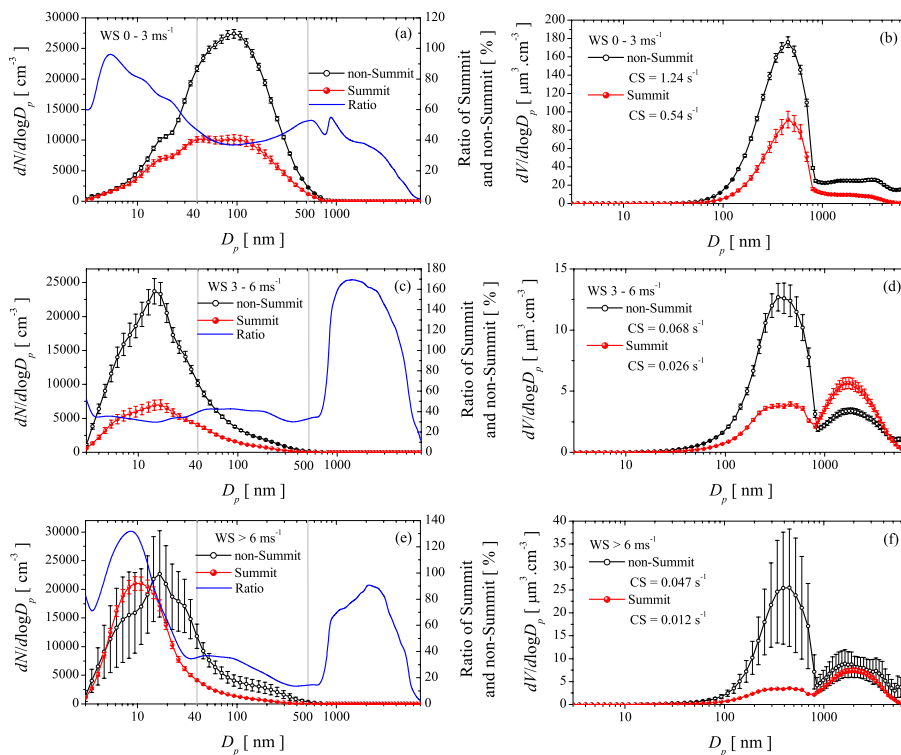 WS 0 - 3 ms⁻¹
(a)
non-Summit
Summit
Ratio
dN/dlogDₚ [ cm⁻³ ]
30000
25000
20000
15000
10000
5000
0
120
110
100
90
80
70
60
50
40
30
20
10
0
Ratio of Summit
and non-Summit [ % ]
10 40 100 500 1000
Dₚ [ nm ]
WS 0 - 3 ms⁻¹
(b)
non-Summit
CS = 1.24 s⁻¹
Summit
CS = 0.54 s⁻¹
dV/dlogDₚ [ μm³.cm⁻³ ]
200
180
160
140
120
100
80
60
40
20
0
10 100 1000
Dₚ [ nm ]
WS 3 - 6 ms⁻¹
(c)
non-Summit
Summit
Ratio
dN/dlogDₚ [ cm⁻³ ]
25000
20000
15000
10000
5000
0
180
160
140
120
100
80
60
40
20
0
Ratio of Summit
and non-Summit [ % ]
10 40 100 500 1000
Dₚ [ nm ]
WS 3 - 6 ms⁻¹
(d)
non-Summit
CS = 0.068 s⁻¹
Summit
CS = 0.026 s⁻¹
dV/dlogDₚ [ μm³.cm⁻³ ]
15
10
5
0
10 100 1000
Dₚ [ nm ]
WS > 6 ms⁻¹
(e)
non-Summit
Summit
Ratio
dN/dlogDₚ [ cm⁻³ ]
30000
25000
20000
15000
10000
5000
0
140
120
100
80
60
40
20
0
Ratio of Summit
and non-Summit [ % ]
10 40 100 500 1000
Dₚ [ nm ]
WS > 6 ms⁻¹
(f)
non-Summit
CS = 0.047 s⁻¹
Summit
CS = 0.012 s⁻¹
dV/dlogDₚ [ μm³.cm⁻³ ]
40
35
30
25
20
15
10
5
0
10 100 1000
Dₚ [ nm ]